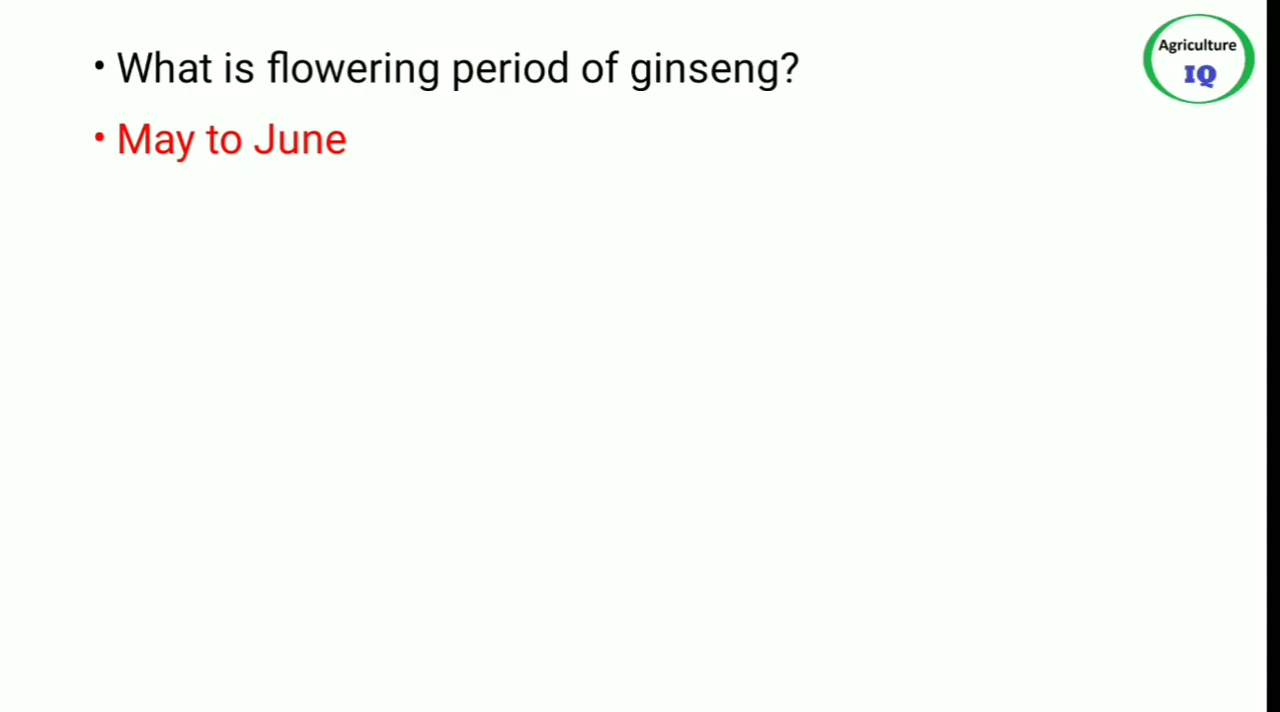 • What is flowering period of ginseng?
• May to June
Agriculture
IQ